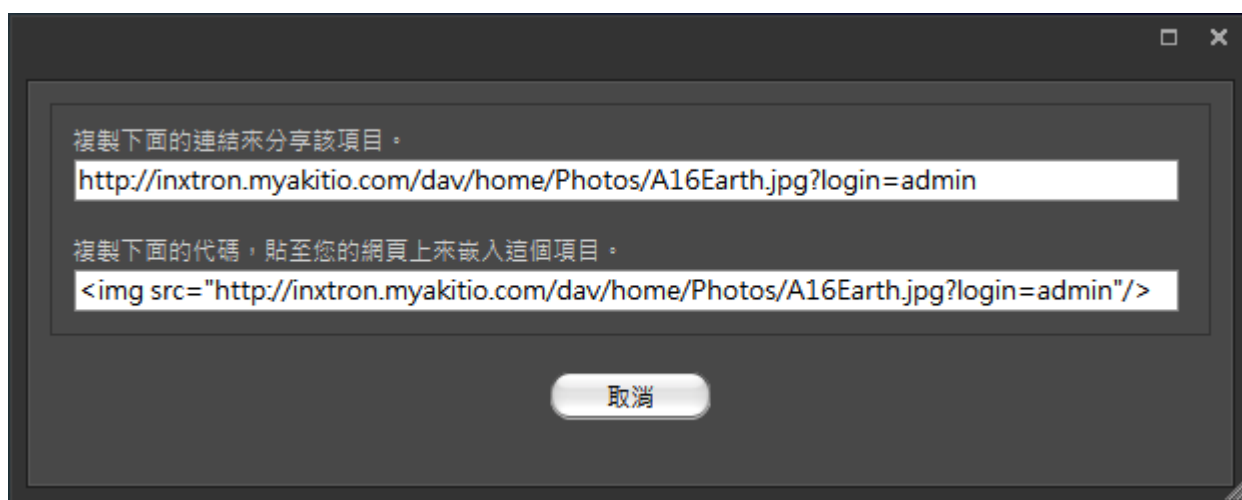 複製下面的連結來分享該項目。
http://inxtron.myakitio.com/dav/home/Photos/A16Earth.jpg?login=admin
複製下面的代碼，貼至您的網頁上來嵌入這個項目。
<img src="http://inxtron.myakitio.com/dav/home/Photos/A16Earth.jpg?login=admin"/>
取消